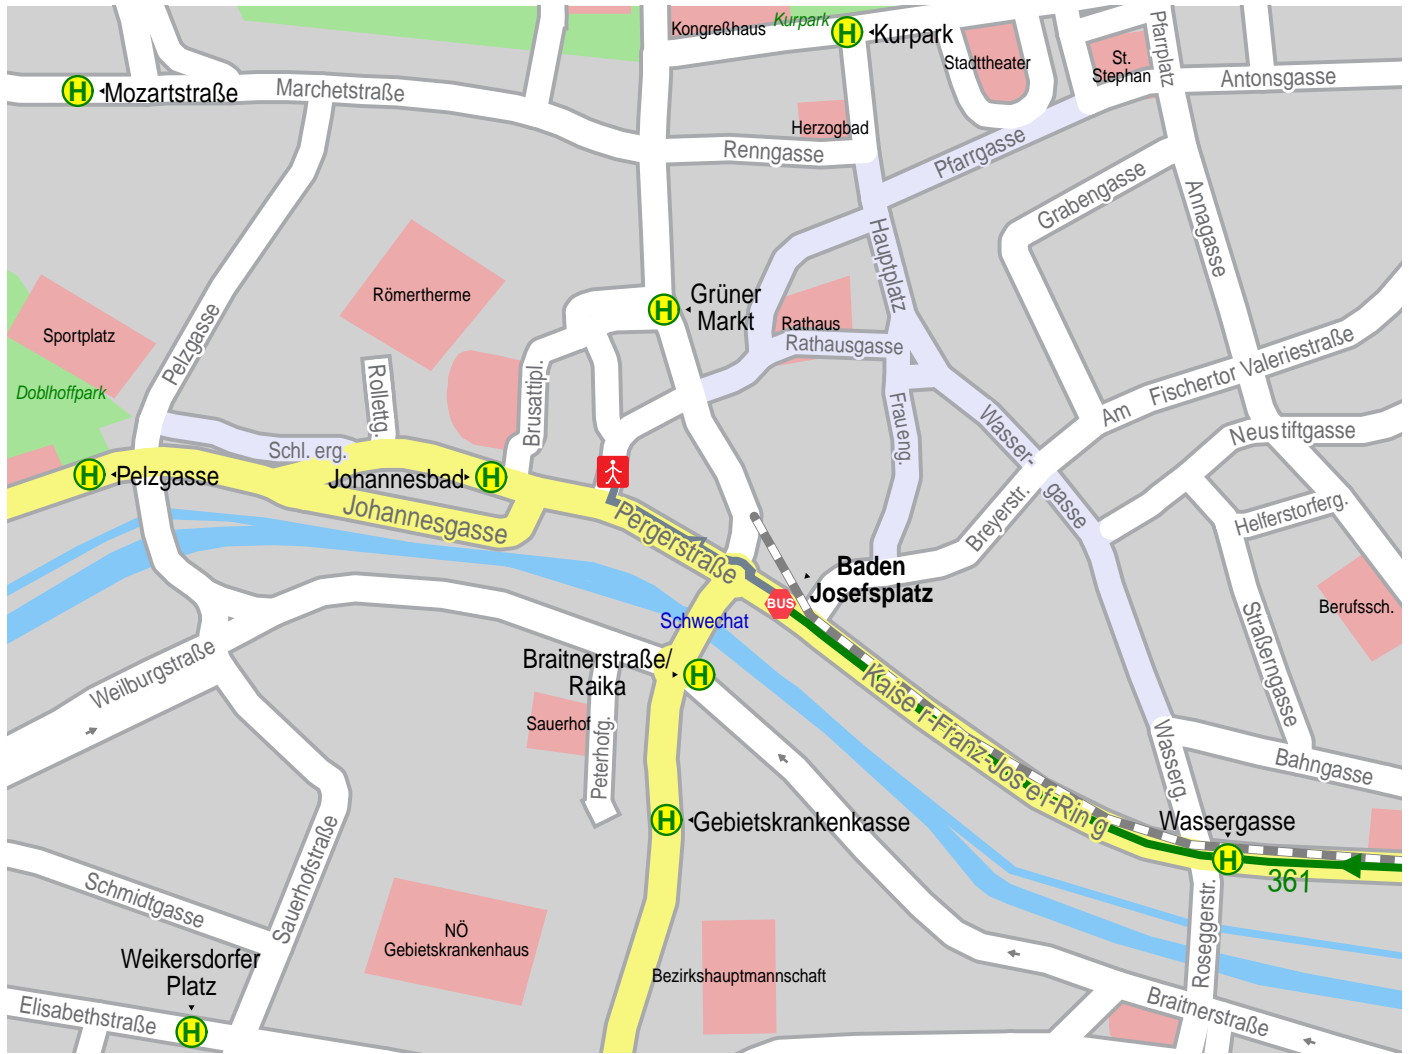 Kongreßhaus
Kurpark
H
Kurpark
Stadttheater
St.
Stephan
Pfarrplatz
Antonsgasse
H
Mozartstraße
Marchetstraße
Herzogbad
Renngasse
Pfarrgasse
Grabengasse
Annagasse
Hauptplatz
Römertherme
Sportplatz
Pelzgasse
H
Grüner
Markt
Rathaus
Rathausgasse
Doblhoffpark
Rollettg.
Brusattipl.
Fraueng.
Wasser-
gasse
Am
Fischertor
Valeriestraße
Neustiftgasse
Schl. erg.
H
Pelzgasse
Johannesbad
H
Johannesgasse
Pergerstraße
Breyerstr.
Helferstorferg.
Baden
Josefsplatz
BUS
Schwechat
Straßerngasse
Berufssch.
Weilburgstraße
Braitnerstraße/
Raika
H
Sauerhof
Peterhofg.
Kaiser-Franz-Josef-Ring
Wasserg.
Bahngasse
H
Gebietskrankenkasse
Wassergasse
H
361
Sauerhofstraße
Schmidtgasse
NÖ
Gebietskrankenhaus
Bezirkshauptmannschaft
Roseggerstr.
Weikersdorfer
Platz
H
Elisabethstraße
Braitnerstraße